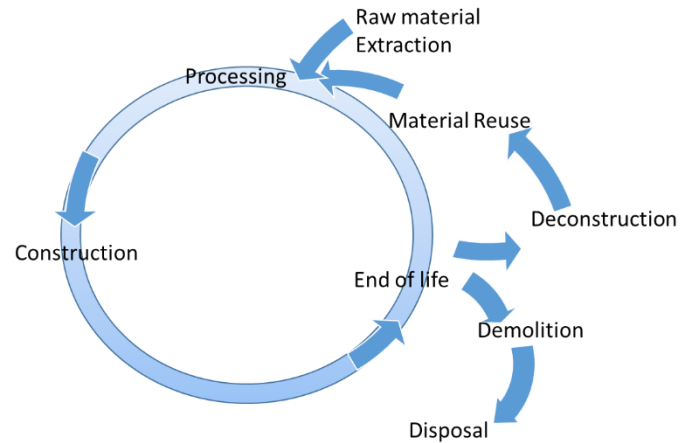 Raw material
Extraction
Processing
Material Reuse
Deconstruction
Construction
End of life
Demolition
Disposal